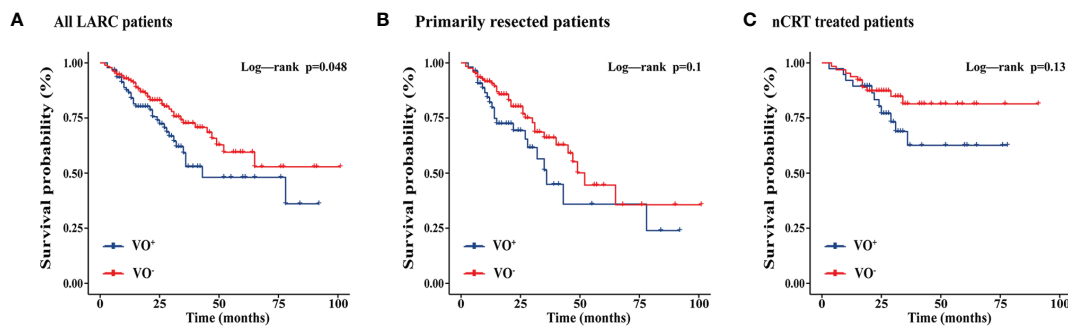 A All LARC patients
Survival probability (%)
1.00
0.75
0.50
0.25
0.00
Log—rank p=0.048
VO+
VO-
0 25 50 75 100
Time (months)
B Primarily resected patients
Survival probability (%)
1.00
0.75
0.50
0.25
0.00
Log—rank p=0.1
VO+
VO-
0 25 50 75 100
Time (months)
C nCRT treated patients
Survival probability (%)
1.00
0.75
0.50
0.25
0.00
Log—rank p=0.13
VO+
VO-
0 25 50 75 100
Time (months)